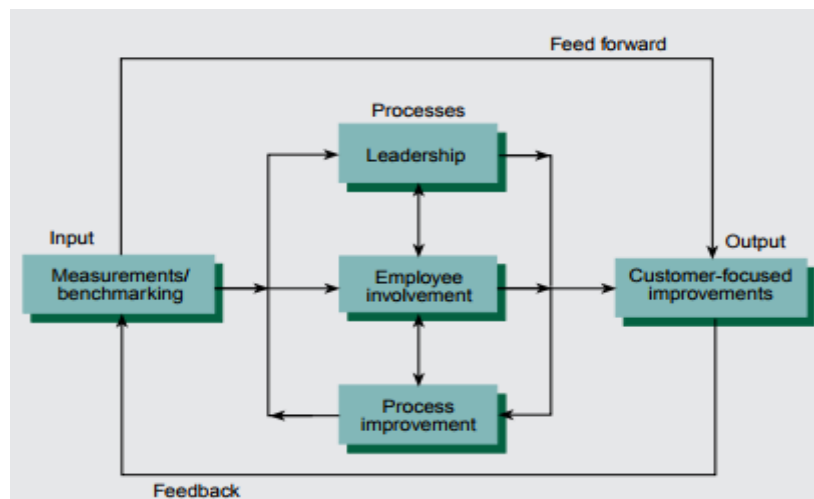 Feed forward
Processes
Leadership
Input
Output
Measurements/
benchmarking
Employee
involvement
Customer-focused
improvements
Process
improvement
Feedback